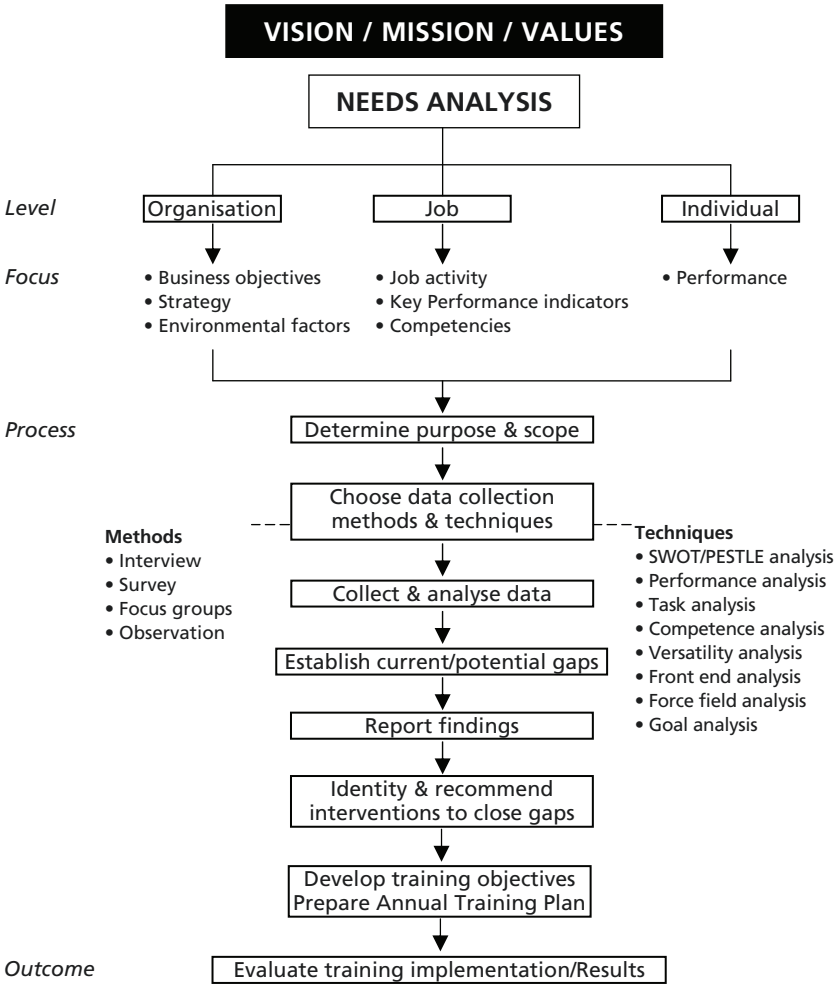 VISION / MISSION / VALUES
NEEDS ANALYSIS
Level
Organisation
Job
Individual
Focus
• Business objectives
• Strategy
• Environmental factors
• Job activity
• Key Performance indicators
• Competencies
• Performance
Process
Determine purpose & scope
Choose data collection
methods & techniques
Methods
• Interview
• Survey
• Focus groups
• Observation
Techniques
• SWOT/PESTLE analysis
• Performance analysis
• Task analysis
• Competence analysis
• Versatility analysis
• Front end analysis
• Force field analysis
• Goal analysis
Collect & analyse data
Establish current/potential gaps
Report findings
Identity & recommend
interventions to close gaps
Develop training objectives
Prepare Annual Training Plan
Outcome
Evaluate training implementation/Results